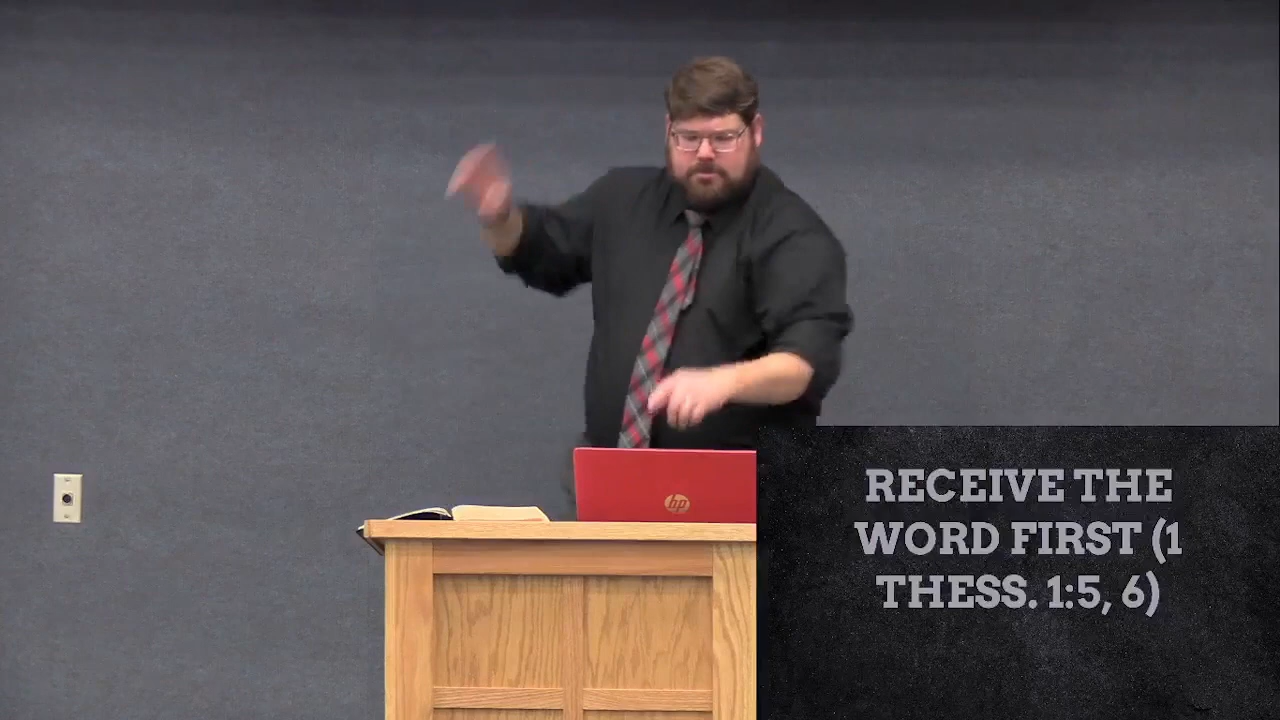 hp
RECEIVE THE
WORD FIRST (1
THESS. 1:5, 6)